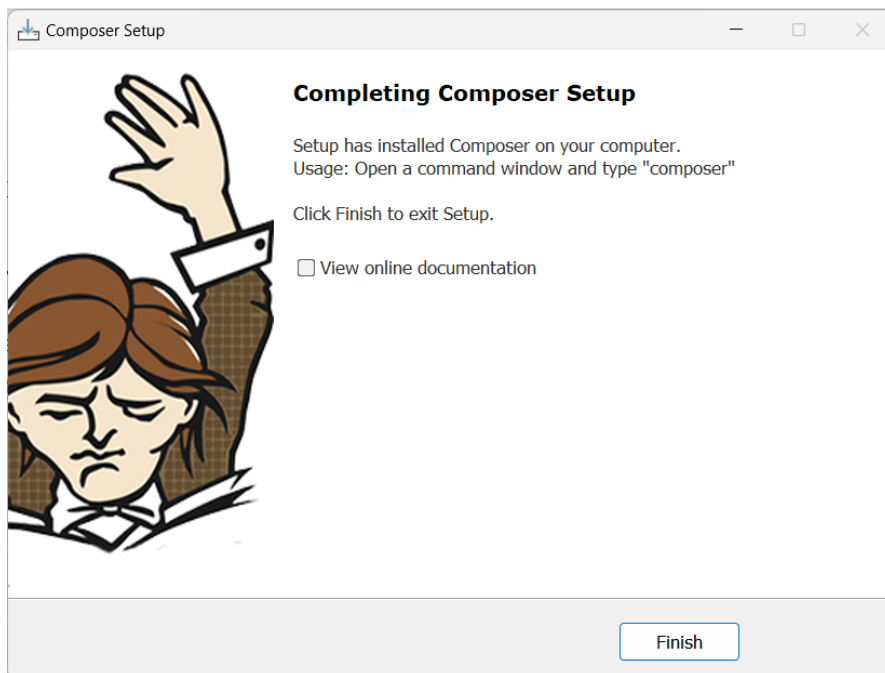 Composer Setup
Completing Composer Setup
Setup has installed Composer on your computer.
Usage: Open a command window and type "composer"
Click Finish to exit Setup.
View online documentation
Finish